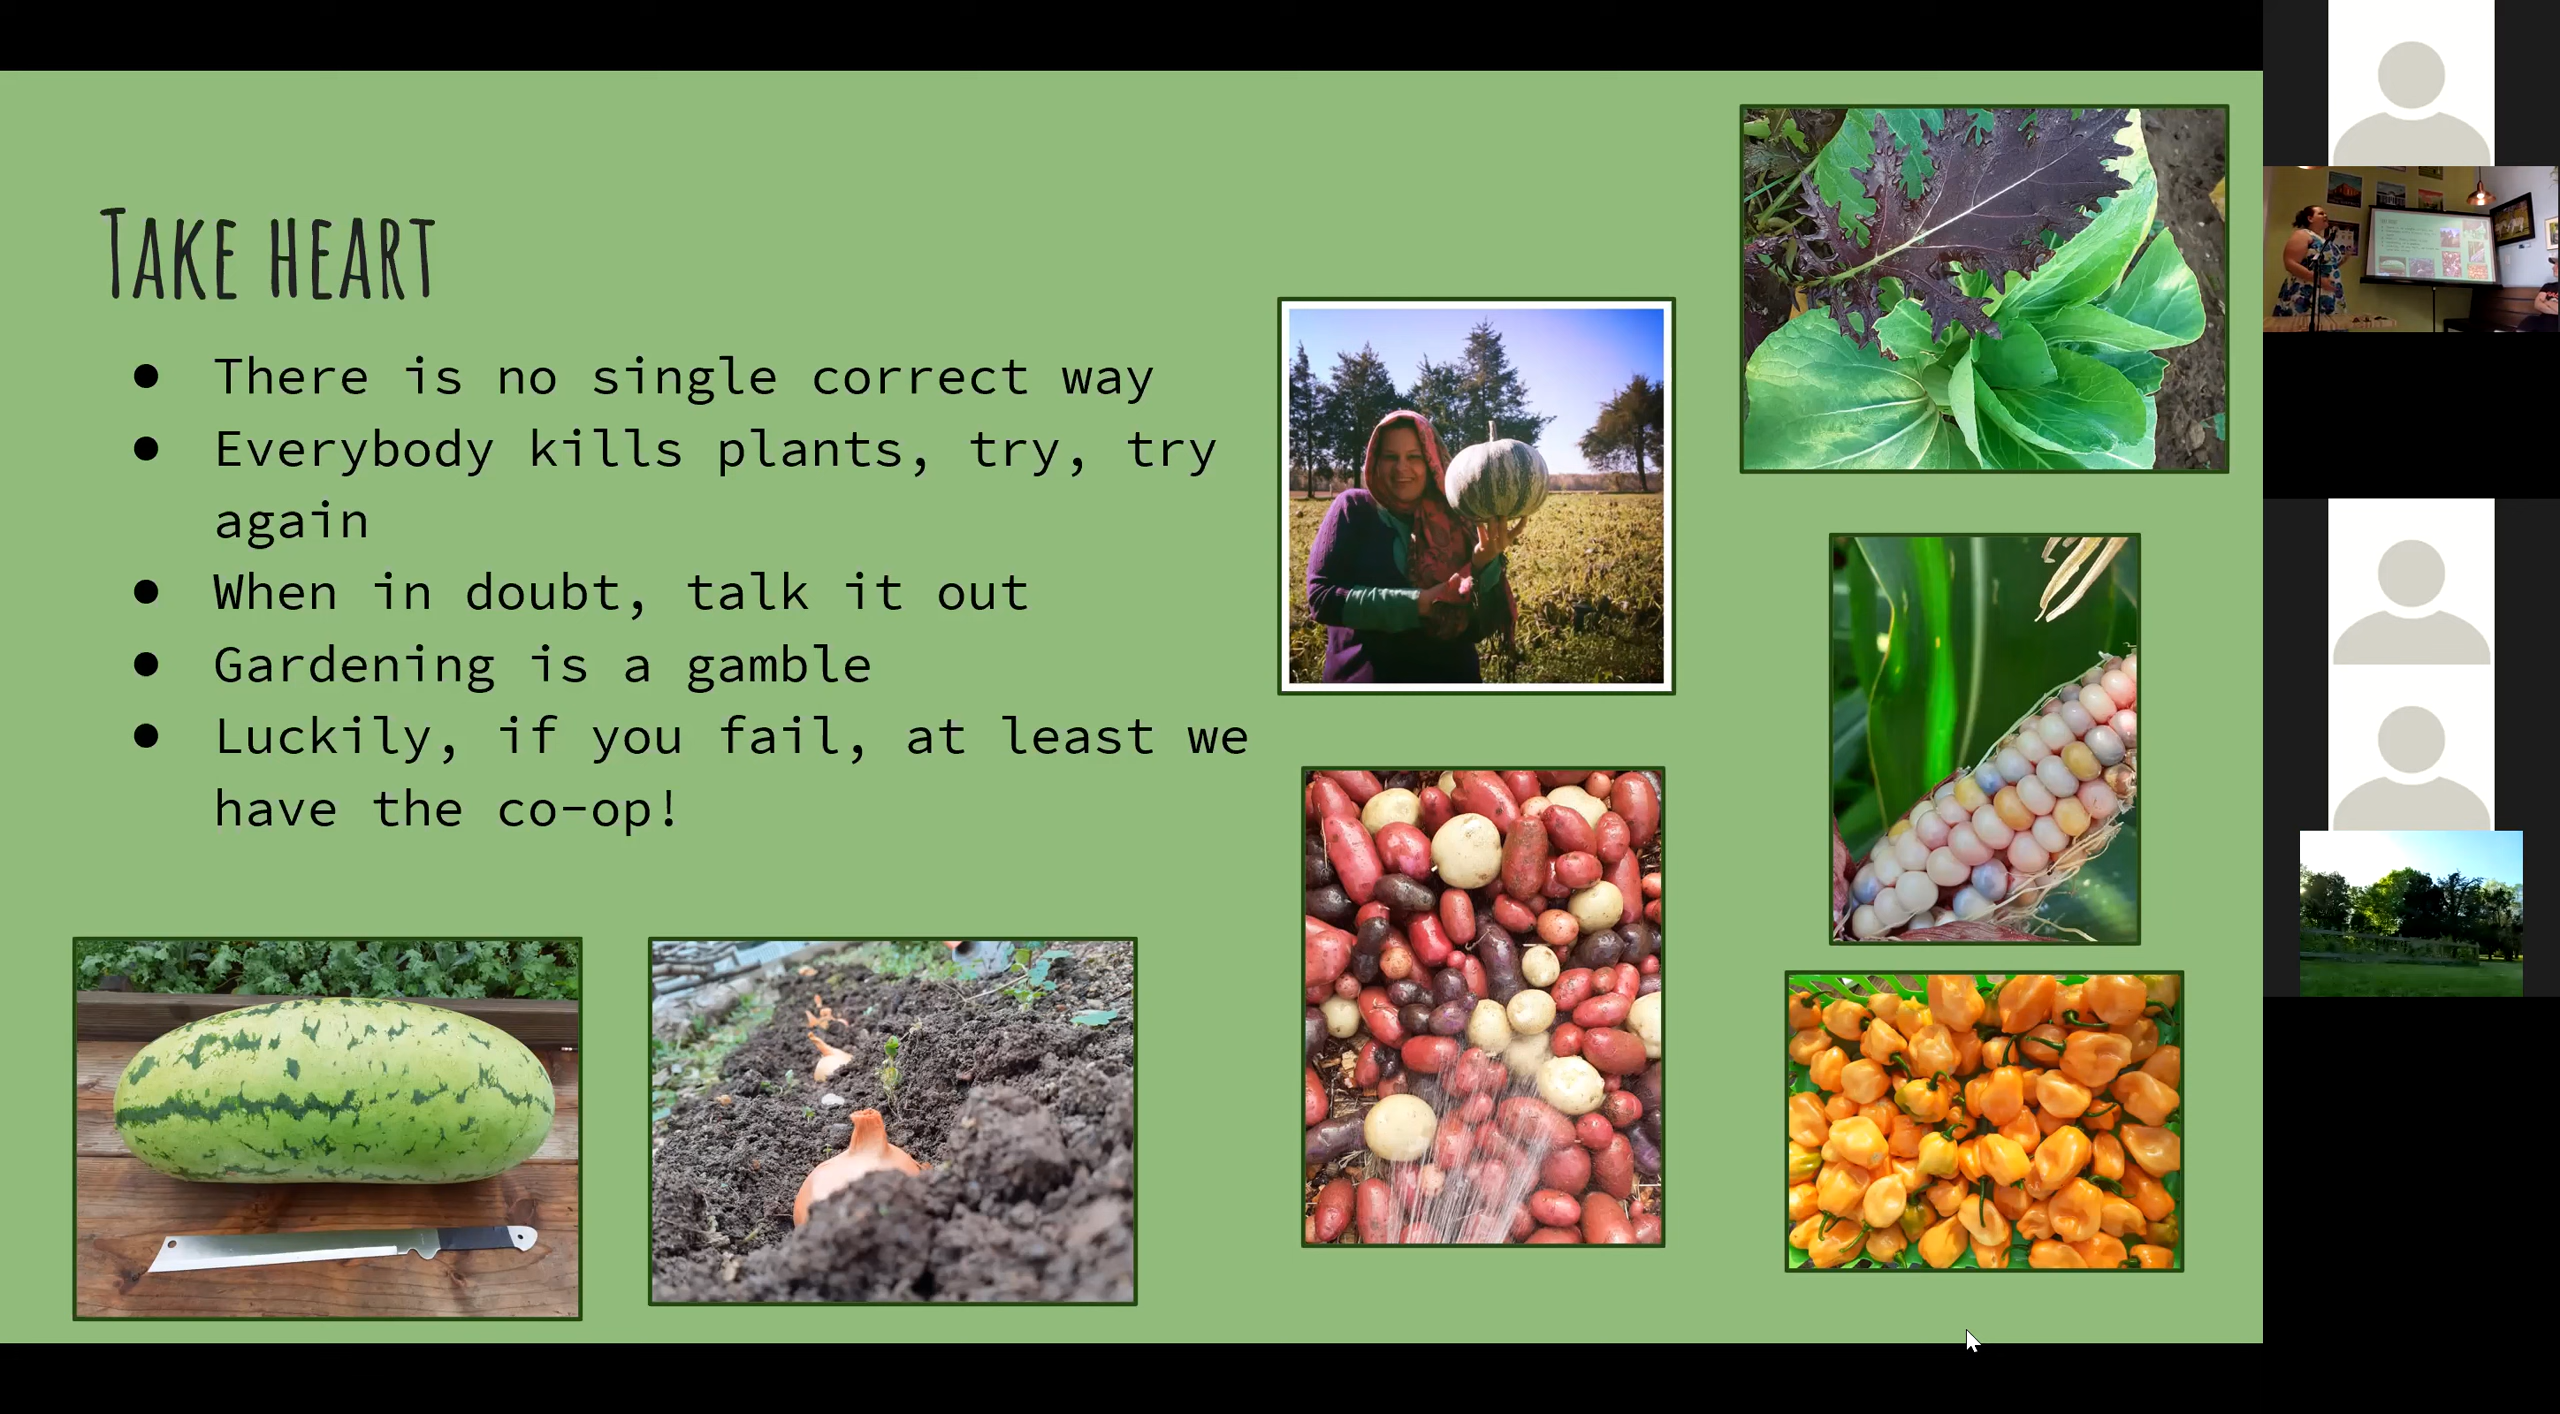 TAKE HEART
● There is no single correct way
● Everybody kills plants, try, try
again
● When in doubt, talk it out
● Gardening is a gamble
● Luckily, if you fail, at least we
have the co-op!